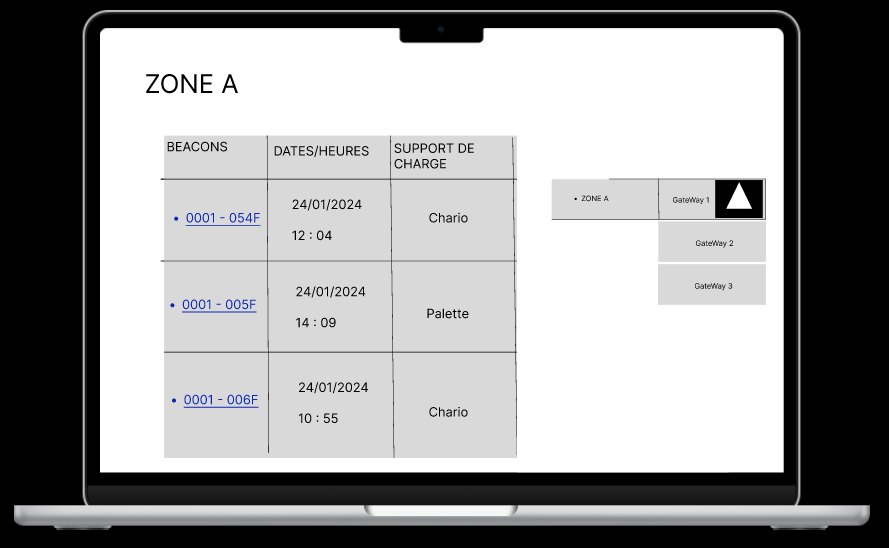 ZONE A
BEACONS
DATES/HEURES
SUPPORT DE
CHARGE
• 0001 - 054F
24/01/2024
12 : 04
Chario
• 0001 - 005F
24/01/2024
14 : 09
Palette
• 0001 - 006F
24/01/2024
10 : 55
Chario
• ZONE A
GateWay 1
GateWay 2
GateWay 3